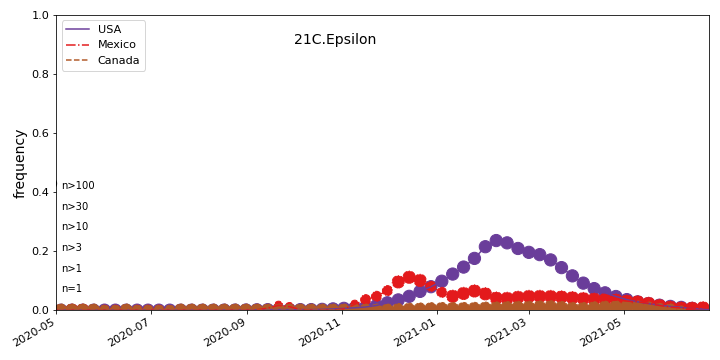 21C.Epsilon
USA
Mexico
Canada
frequency
1.0
0.8
0.6
0.4
0.2
0.0
n>100
n>30
n>10
n>3
n>1
n=1
2020-05
2020-07
2020-09
2020-11
2021-01
2021-03
2021-05